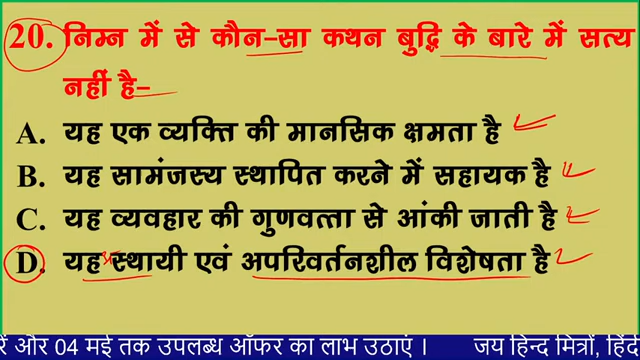 20. निम्न में से कौन-सा कथन बुद्धि के बारे में सत्य
नहीं है-
A. यह एक व्यक्ति की मानसिक क्षमता है
B. यह सामंजस्य स्थापित करने में सहायक है
C. यह व्यवहार की गुणवत्ता से आंकी जाती है
D. यह स्थायी एवं अपरिवर्तनशील विशेषता है
रें और 04 मई तक उपलब्ध ऑफर का लाभ उठाएं । जय हिन्द मित्रों, हिंदी